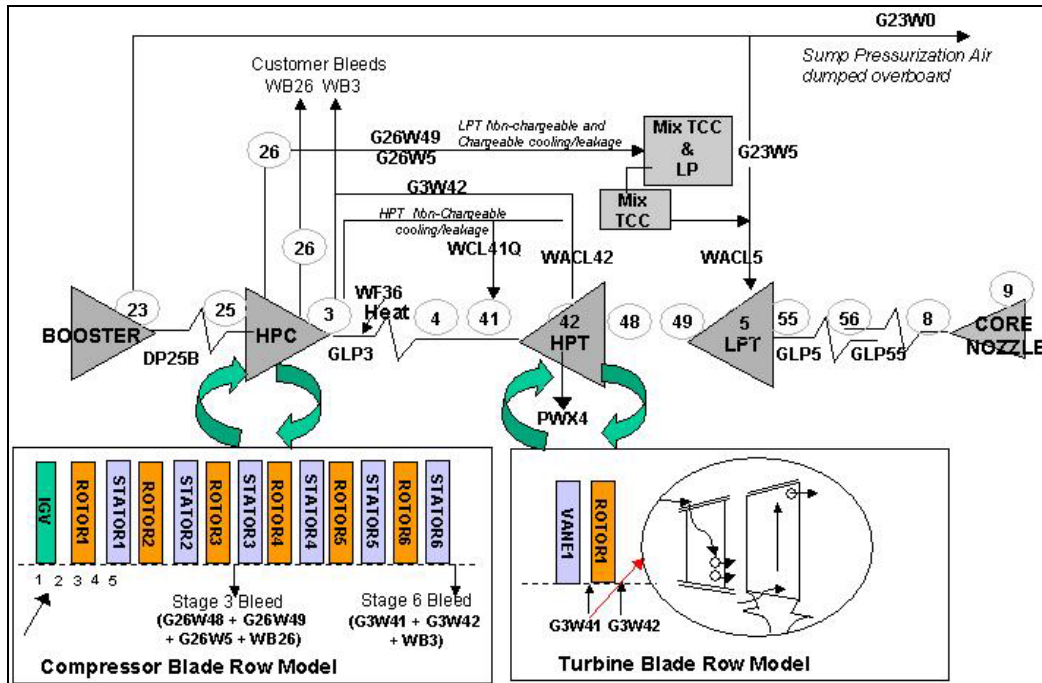 G23W0
Sump Pressurization Air
dumped overboard
Customer Bleeds
WB26 WB3
LPT Non-chargeable and
Chargeable cooling/leakage
G26W49
G26W5
26
Mix TCC
&
LP
G23W5
G3W42
Mix
TCC
HPT Non-Chargeable
cooling/leakage
WCL41Q
WACL42
WACL5
26
23
25
3
WF36
Heat
4
41
42
48
49
5
55
56
8
9
BOOSTER
HPC
HPT
LPT
CORE
NOZZLE
DP25B
GLP3
GLP5
GLP55
PWX4
IGV
ROTOR1
STATOR1
ROTOR2
STATOR2
ROTOR3
STATOR3
ROTOR4
STATOR4
ROTOR5
STATOR5
ROTOR6
STATOR6
1 2 3 4 5
Stage 3 Bleed
(G26W48 + G26W49
+ G26W5 + WB26)
Stage 6 Bleed
(G3W41 + G3W42
+ WB3)
Compressor Blade Row Model
VANE1
ROTOR1
G3W41 G3W42
Turbine Blade Row Model